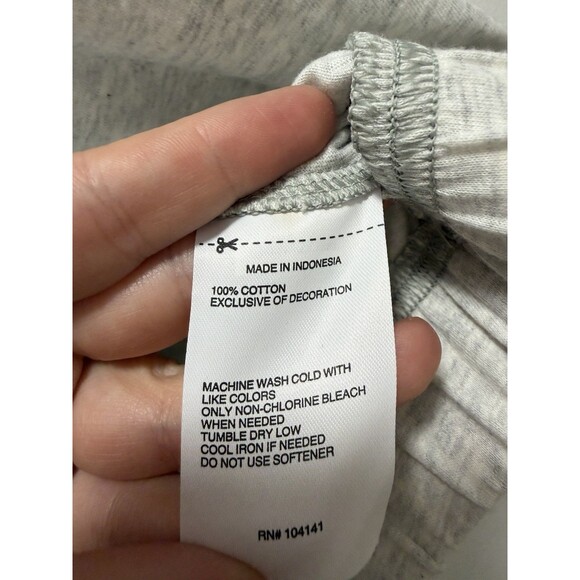 MADE IN INDONESIA
100% COTTON
EXCLUSIVE OF DECORATION
MACHINE WASH COLD WITH
LIKE COLORS
ONLY NON-CHLORINE BLEACH
WHEN NEEDED
TUMBLE DRY LOW
COOL IRON IF NEEDED
DO NOT USE SOFTENER
RN# 104141